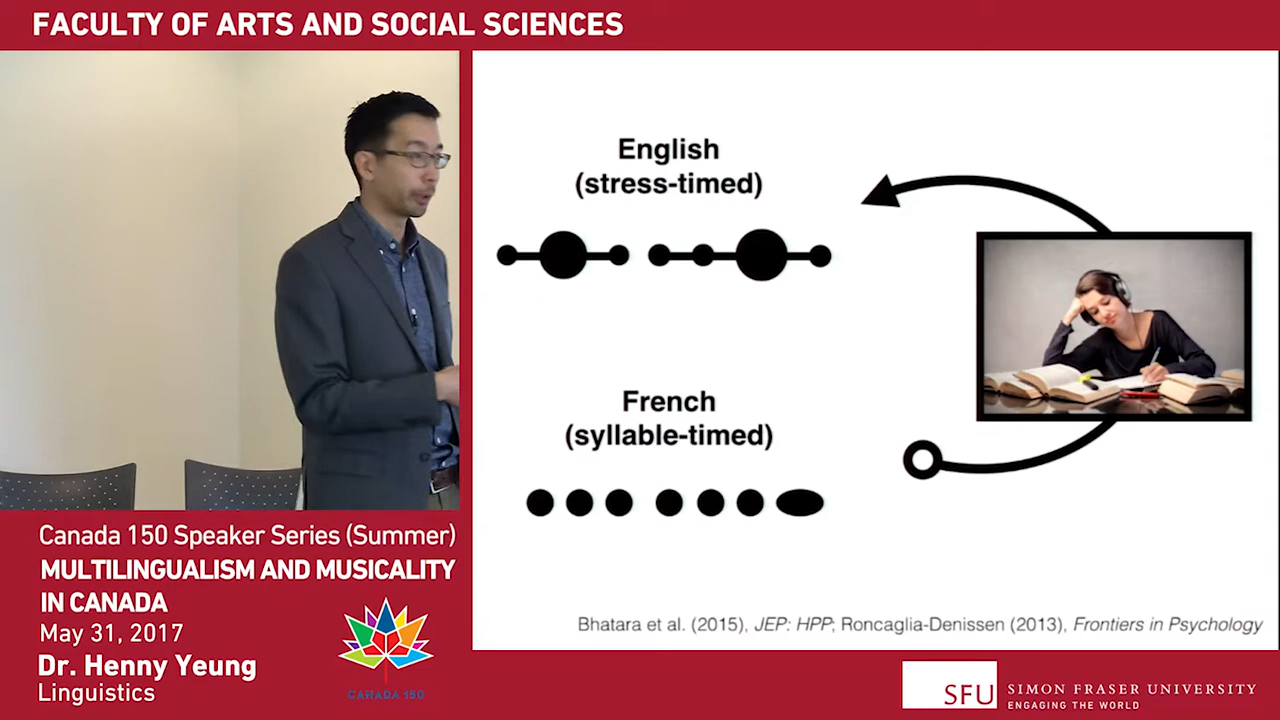 FACULTY OF ARTS AND SOCIAL SCIENCES
English
(stress-timed)
French
(syllable-timed)
Bhatara et al. (2015), JEP: HPP; Roncaglia-Denissen (2013), Frontiers in Psychology
Canada 150 Speaker Series (Summer)
MULTILINGUALISM AND MUSICALITY
IN CANADA
May 31, 2017
Dr. Henny Yeung
Linguistics
CANADA 150
SFU
SIMON FRASER UNIVERSITY
ENGAGING THE WORLD